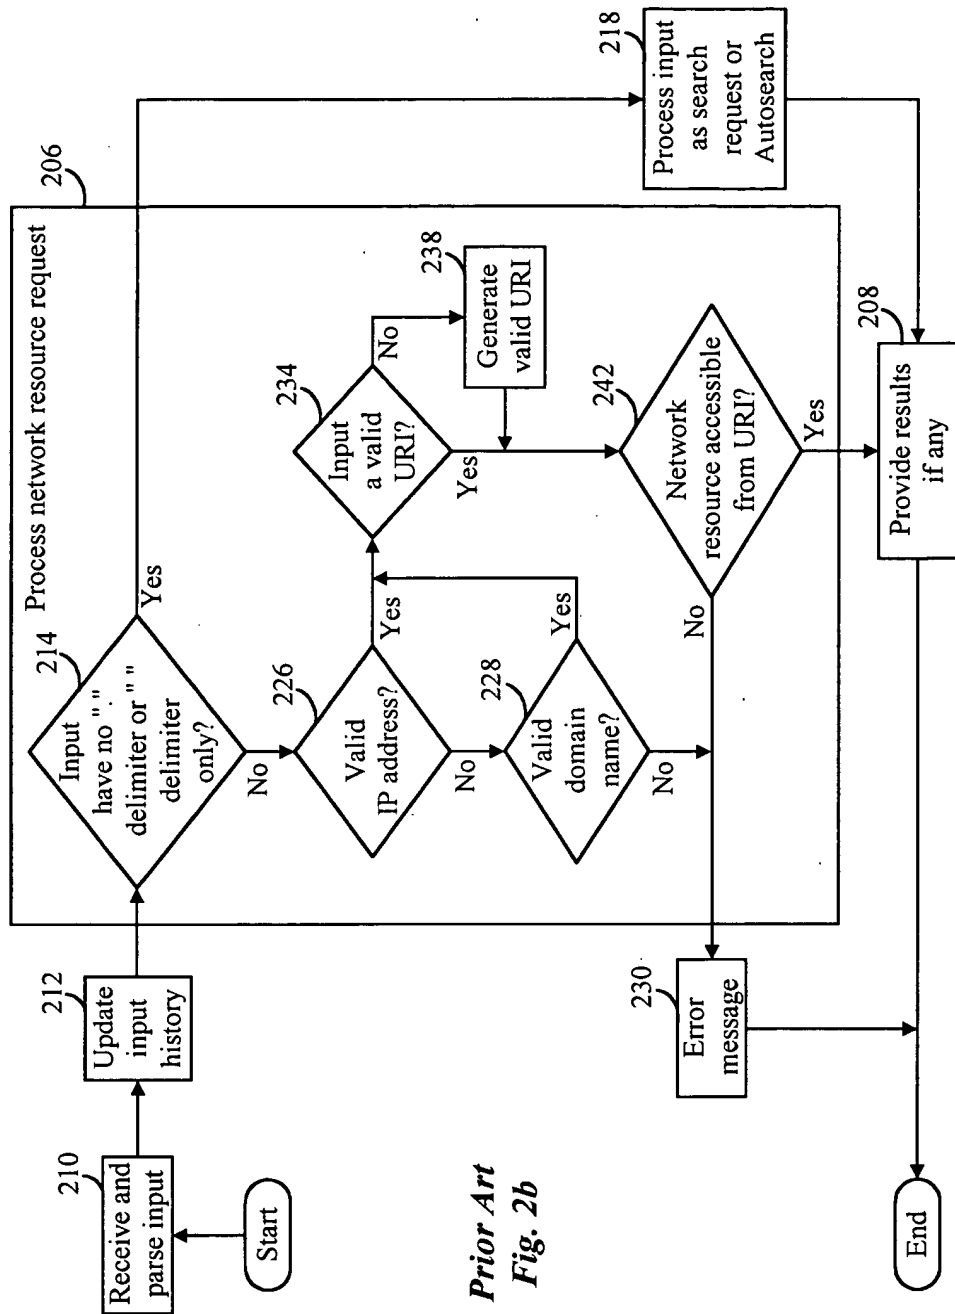 210
Receive and
parse input
Start
212
Update
input
history
Process network resource request
206
214
Input
have no "."
delimiter or " "
delimiter
only?
Yes
No
226
Valid
IP address?
Yes
No
228
Valid
domain
name?
Yes
No
234
Input
a valid
URI?
No
Yes
238
Generate
valid URI
242
Network
resource accessible
from URI?
No
Yes
218
Process input
as search
request or
Autosearch
208
Provide results
if any
230
Error
message
End
Prior Art
Fig. 2b